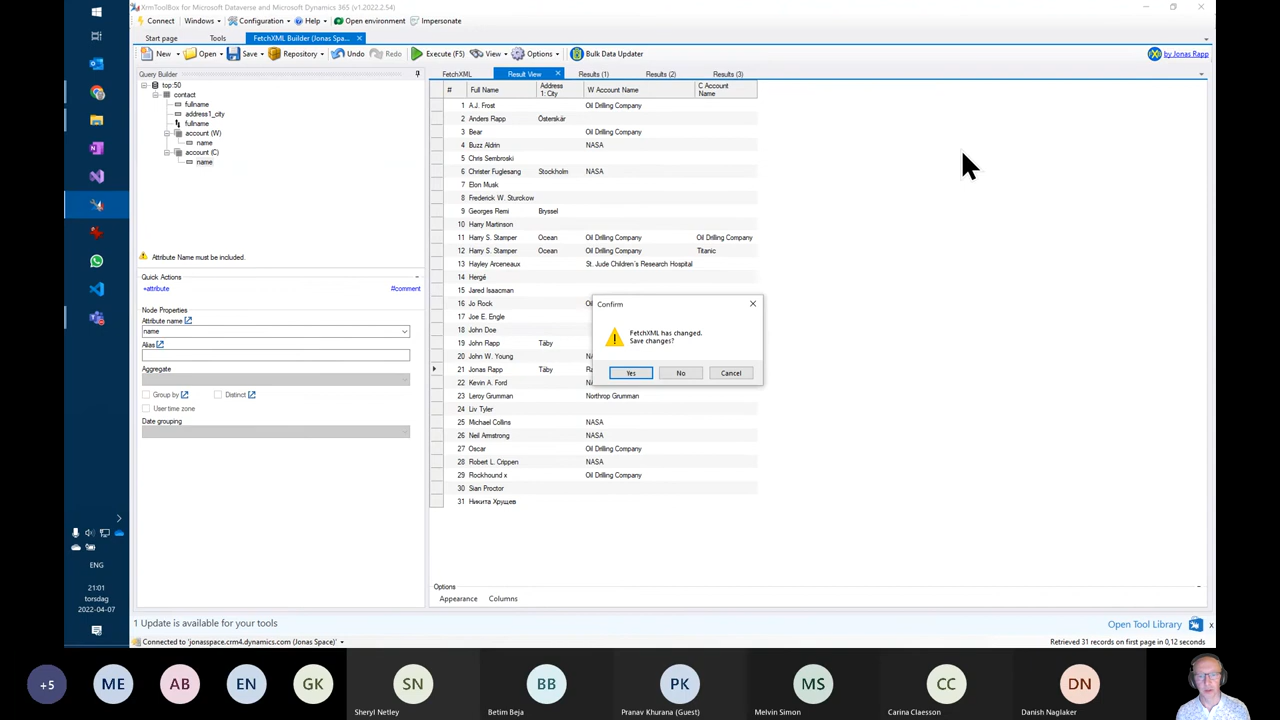 XrmToolBox for Microsoft Dataverse and Microsoft Dynamics 365 (v1.2022.2.54)
Connect Windows Configuration Help Open environment Impersonate
Start page Tools FetchXML Builder (Jonas Spa...
New Open Save Repository Undo Redo Execute (F5) View Options Bulk Data Updater by Jonas Rapp
Query Builder
top:50
contact
fullname
address1_city
fullname
account (W)
name
account (C)
name
Attribute Name must be included.
Quick Actions
+attribute #comment
Node Properties
Attribute name
name
Alias
Aggregate
Group by Distinct
User time zone
Date grouping
FetchXML Result View Results (1) Results (2) Results (3)
# Full Name Address 1: City W Account Name C Account Name
1 A.J. Frost Oil Drilling Company
2 Anders Rapp Österskär
3 Bear Oil Drilling Company
4 Buzz Aldrin NASA
5 Chris Sembroski
6 Christer Fuglesang Stockholm NASA
7 Elon Musk
8 Frederick W. Sturckow
9 Georges Remi Bryssel
10 Harry Martinson
11 Harry S. Stamper Ocean Oil Drilling Company Oil Drilling Company
12 Harry S. Stamper Ocean Oil Drilling Company Titanic
13 Hayley Arceneaux St. Jude Children's Research Hospital
14 Hergé
15 Jared Isaacman
16 Jo Rock
17 Joe E. Engle
18 John Doe
19 John Rapp Täby
20 John W. Young
21 Jonas Rapp Täby
22 Kevin A. Ford
23 Leroy Grumman Northrop Grumman
24 Liv Tyler
25 Michael Collins NASA
26 Neil Armstrong NASA
27 Oscar Oil Drilling Company
28 Robert L. Crippen NASA
29 Rockhound x Oil Drilling Company
30 Sian Proctor
31 Никита Хрущев
Confirm
FetchXML has changed.
Save changes?
Yes No Cancel
Options
Appearance Columns
1 Update is available for your tools
Open Tool Library x
Connected to 'jonasspace.crm4.dynamics.com (Jonas Space)'
Retrieved 31 records on first page in 0,12 seconds
ENG
21:01
torsdag
2022-04-07
+5 ME AB EN GK SN BB PK MS CC DN
Sheryl Netley Betim Beja Pranav Khurana (Guest) Melvin Simon Carina Claesson Danish Naglaker